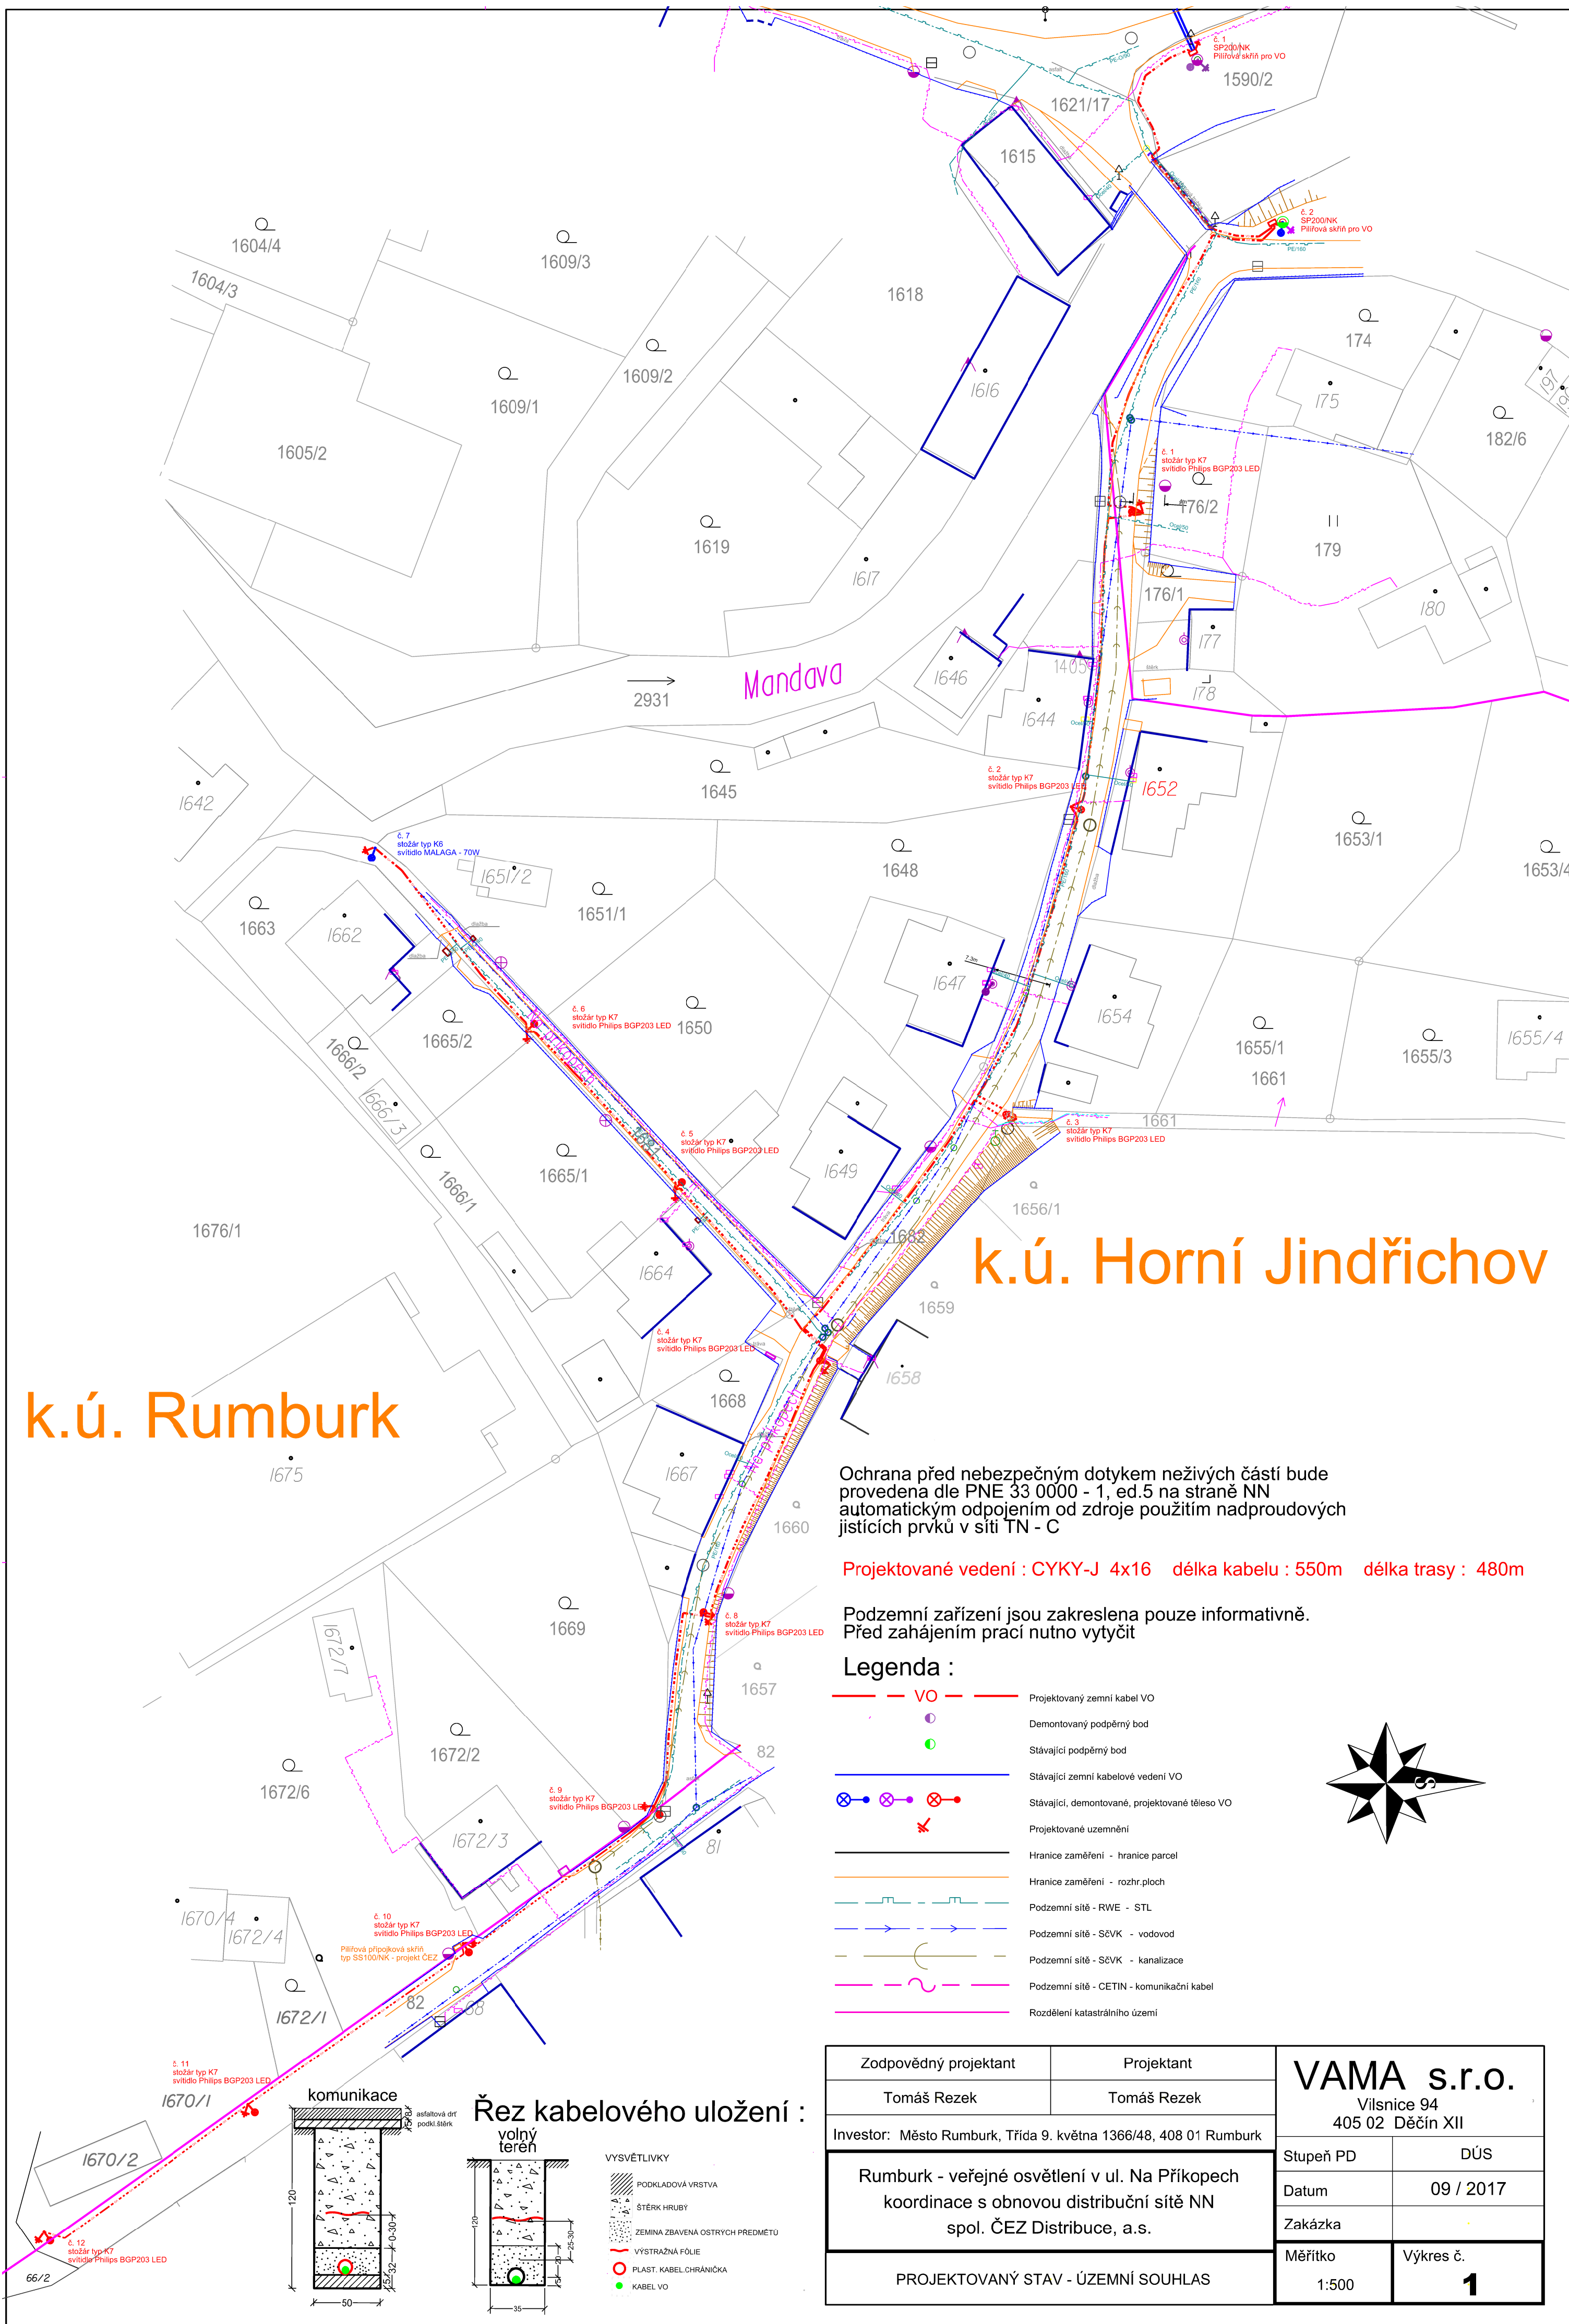 č. 1
SP200/NK
Pilířová skříň pro VO
1590/2
1621/17
1615
č. 2
SP200/NK
Pilířová skříň pro VO
PE/160
1604/4
1609/3
1604/3
1618
174
1609/2
1616
175
197
1609/1
182/6
1605/2
č. 1
stožár typ K7
svítidlo Philips BGP203 LED
176/2
1619
179
1617
176/1
180
177
Mandava
1646
1405
178
2931
1644
1642
1645
č. 2
stožár typ K7
svítidlo Philips BGP203 LED
1652
č. 7
stožár typ K6
svítidlo MALAGA - 70W
1653/1
1648
1653/4
1651/2
1651/1
1663
1662
dlažba
dlažba
7.3m
1647
1654
č. 6
stožár typ K7
svítidlo Philips BGP203 LED
1650
1665/2
1666/2
1655/1
1655/3
1655/4
1661
1666/3
1661
č. 3
stožár typ K7
svítidlo Philips BGP203 LED
č. 5
stožár typ K7
svítidlo Philips BGP203 LED
1681
1649
1665/1
1666/1
1656/1
1676/1
1682
k.ú. Horní Jindřichov
1664
1659
č. 4
stožár typ K7
svítidlo Philips BGP203 LED
1658
1668
k.ú. Rumburk
Na příkopech
1667
1675
1660
Ochrana před nebezpečným dotykem neživých částí bude
provedena dle PNE 33 0000 - 1, ed.5 na straně NN
automatickým odpojením od zdroje použitím nadproudových
jistících prvků v síti TN - C
Projektované vedení : CYKY-J 4x16 délka kabelu : 550m délka trasy : 480m
Podzemní zařízení jsou zakreslena pouze informativně.
Před zahájením prací nutno vytyčit
č. 8
stožár typ K7
svítidlo Philips BGP203 LED
1669
1672/7
1657
Legenda :
VO
Projektovaný zemní kabel VO
Demontovaný podpěrný bod
Stávající podpěrný bod
Stávající zemní kabelové vedení VO
Stávající, demontované, projektované těleso VO
Projektované uzemnění
Hranice zaměření - hranice parcel
Hranice zaměření - rozhr.ploch
Podzemní sítě - RWE - STL
Podzemní sítě - SčVK - vodovod
Podzemní sítě - SčVK - kanalizace
Podzemní sítě - CETIN - komunikační kabel
Rozdělení katastrálního území
S
82
1672/2
1672/6
č. 9
stožár typ K7
svítidlo Philips BGP203 LED
1672/3
81
1670/4
1672/4
č. 10
stožár typ K7
svítidlo Philips BGP203 LED
Pilířová přípojková skříň
typ SS100/NK - projekt ČEZ
82
68
1672/1
č. 11
stožár typ K7
svítidlo Philips BGP203 LED
1670/1
1670/2
č. 12
stožár typ K7
svítidlo Philips BGP203 LED
66/2
Řez kabelového uložení :
komunikace
asfaltová drť
podkl.štěrk
120
50
volný
terén
120
25-30
35
VYSVĚTLIVKY
PODKLADOVÁ VRSTVA
ŠTĚRK HRUBÝ
ZEMINA ZBAVENÁ OSTRÝCH PŘEDMĚTŮ
VÝSTRAŽNÁ FÓLIE
PLAST. KABEL.CHRÁNIČKA
KABEL VO
Zodpovědný projektant
Projektant
Tomáš Rezek
Tomáš Rezek
Investor: Město Rumburk, Třída 9. května 1366/48, 408 01 Rumburk
Rumburk - veřejné osvětlení v ul. Na Příkopech
koordinace s obnovou distribuční sítě NN
spol. ČEZ Distribuce, a.s.
PROJEKTOVANÝ STAV - ÚZEMNÍ SOUHLAS
VAMA s.r.o.
Vilsnice 94
405 02 Děčín XII
Stupeň PD
DÚS
Datum
09 / 2017
Zakázka
Měřítko
1:500
Výkres č.
1